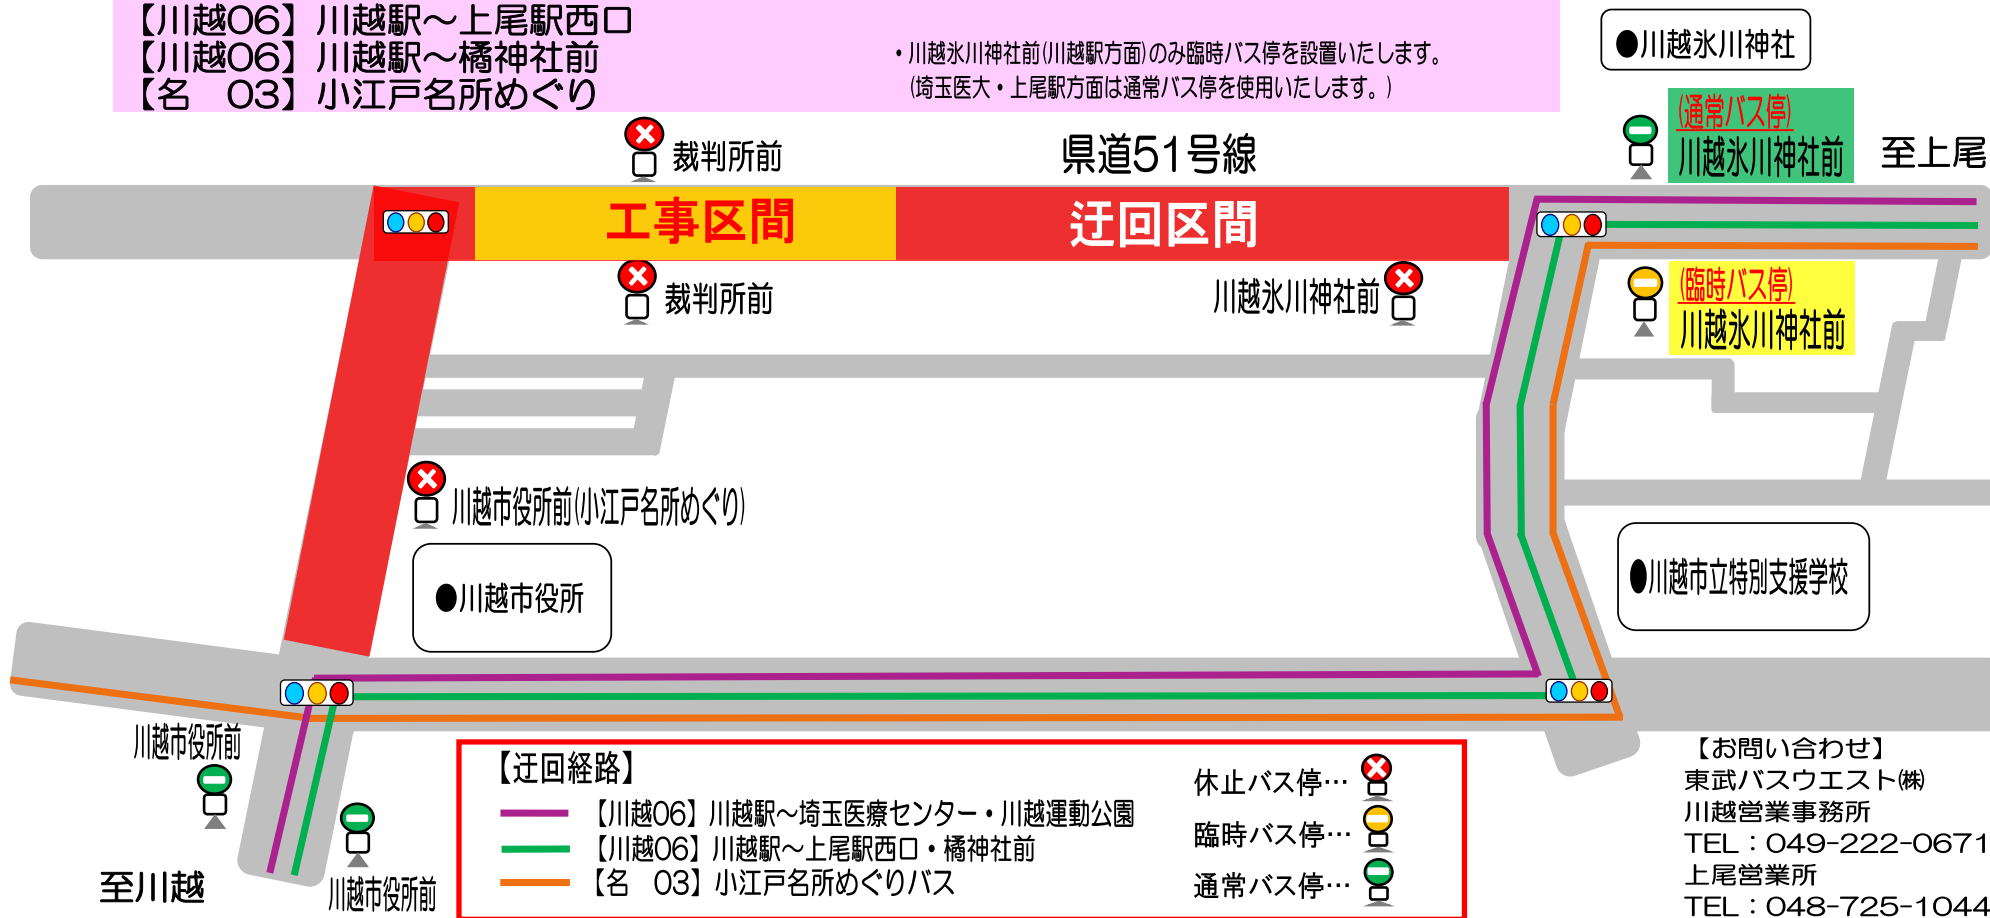 【川越06】川越駅～上尾駅西口
【川越06】川越駅～橘神社前
【名　03】小江戸名所めぐり
・川越氷川神社前(川越駅方面)のみ臨時バス停を設置いたします。
(埼玉医大・上尾駅方面は通常バス停を使用いたします。)
●川越氷川神社
(通常バス停)
川越氷川神社前
至上尾
裁判所前
県道51号線
工事区間
迂回区間
裁判所前
川越氷川神社前
(臨時バス停)
川越氷川神社前
川越市役所前(小江戸名所めぐり)
●川越市役所
●川越市立特別支援学校
川越市役所前
至川越
川越市役所前
【迂回経路】
【川越06】川越駅～埼玉医療センター・川越運動公園
【川越06】川越駅～上尾駅西口・橘神社前
【名　03】小江戸名所めぐりバス
休止バス停…
臨時バス停…
通常バス停…
【お問い合わせ】
東武バスウエスト㈱
川越営業事務所
TEL：049-222-0671
上尾営業所
TEL：048-725-1044